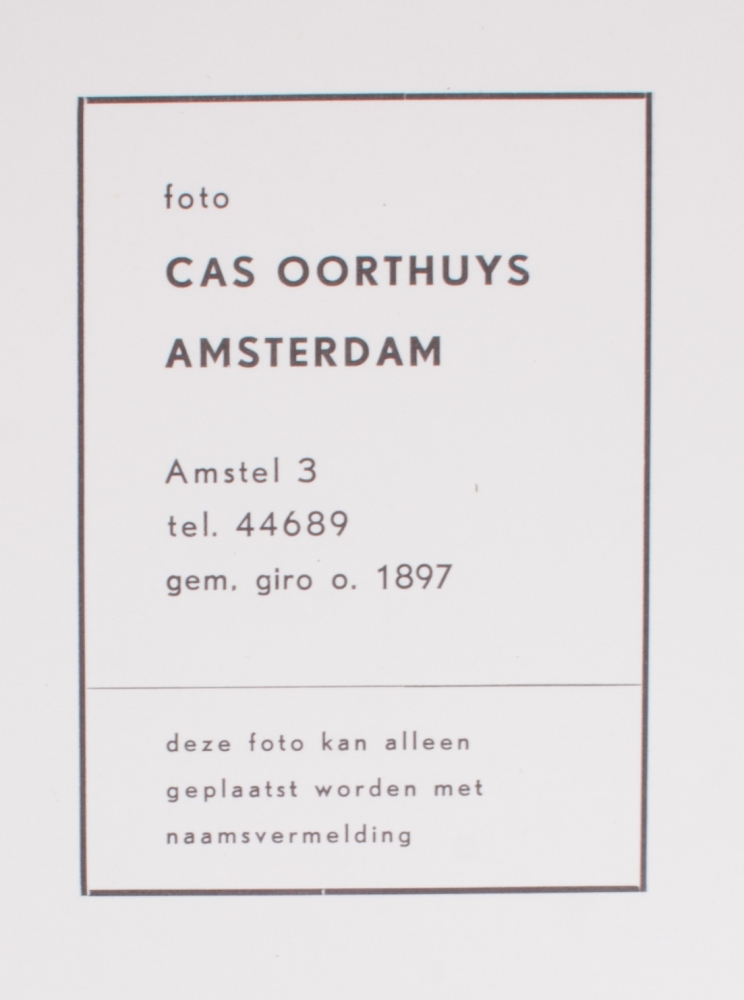 foto
CAS OORTHUYS
AMSTERDAM
Amstel 3
tel. 44689
gem. giro o. 1897
deze foto kan alleen
geplaatst worden met
naamsvermelding